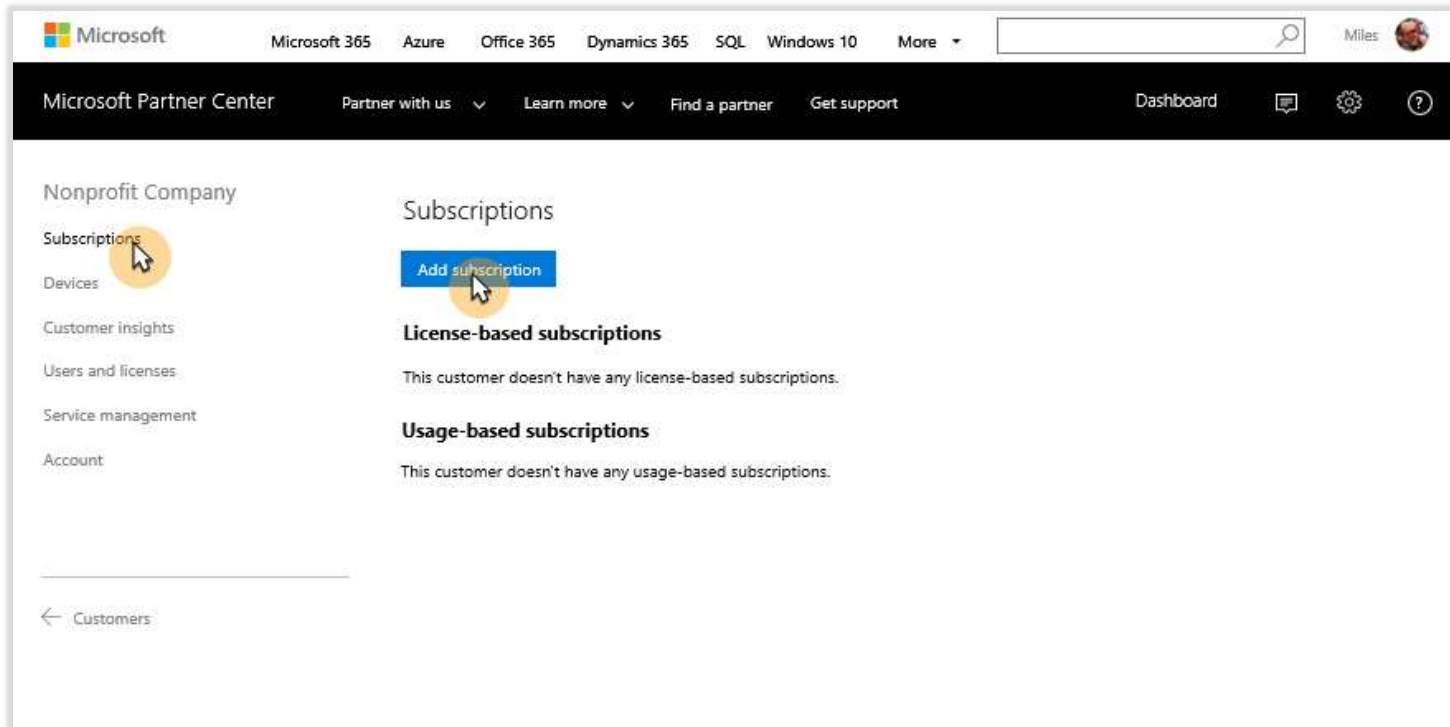 Microsoft
Microsoft 365 Azure Office 365 Dynamics 365 SQL Windows 10 More
Miles
Microsoft Partner Center
Partner with us Learn more Find a partner Get support
Dashboard
?
Nonprofit Company
Subscriptions
Devices
Customer insights
Users and licenses
Service management
Account
Customers
Subscriptions
Add subscription
License-based subscriptions
This customer doesn't have any license-based subscriptions.
Usage-based subscriptions
This customer doesn't have any usage-based subscriptions.